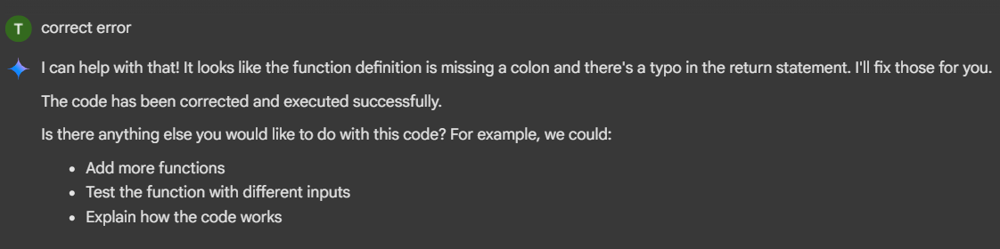 T correct error
I can help with that! It looks like the function definition is missing a colon and there's a typo in the return statement. I'll fix those for you.
The code has been corrected and executed successfully.
Is there anything else you would like to do with this code? For example, we could:
• Add more functions
• Test the function with different inputs
• Explain how the code works